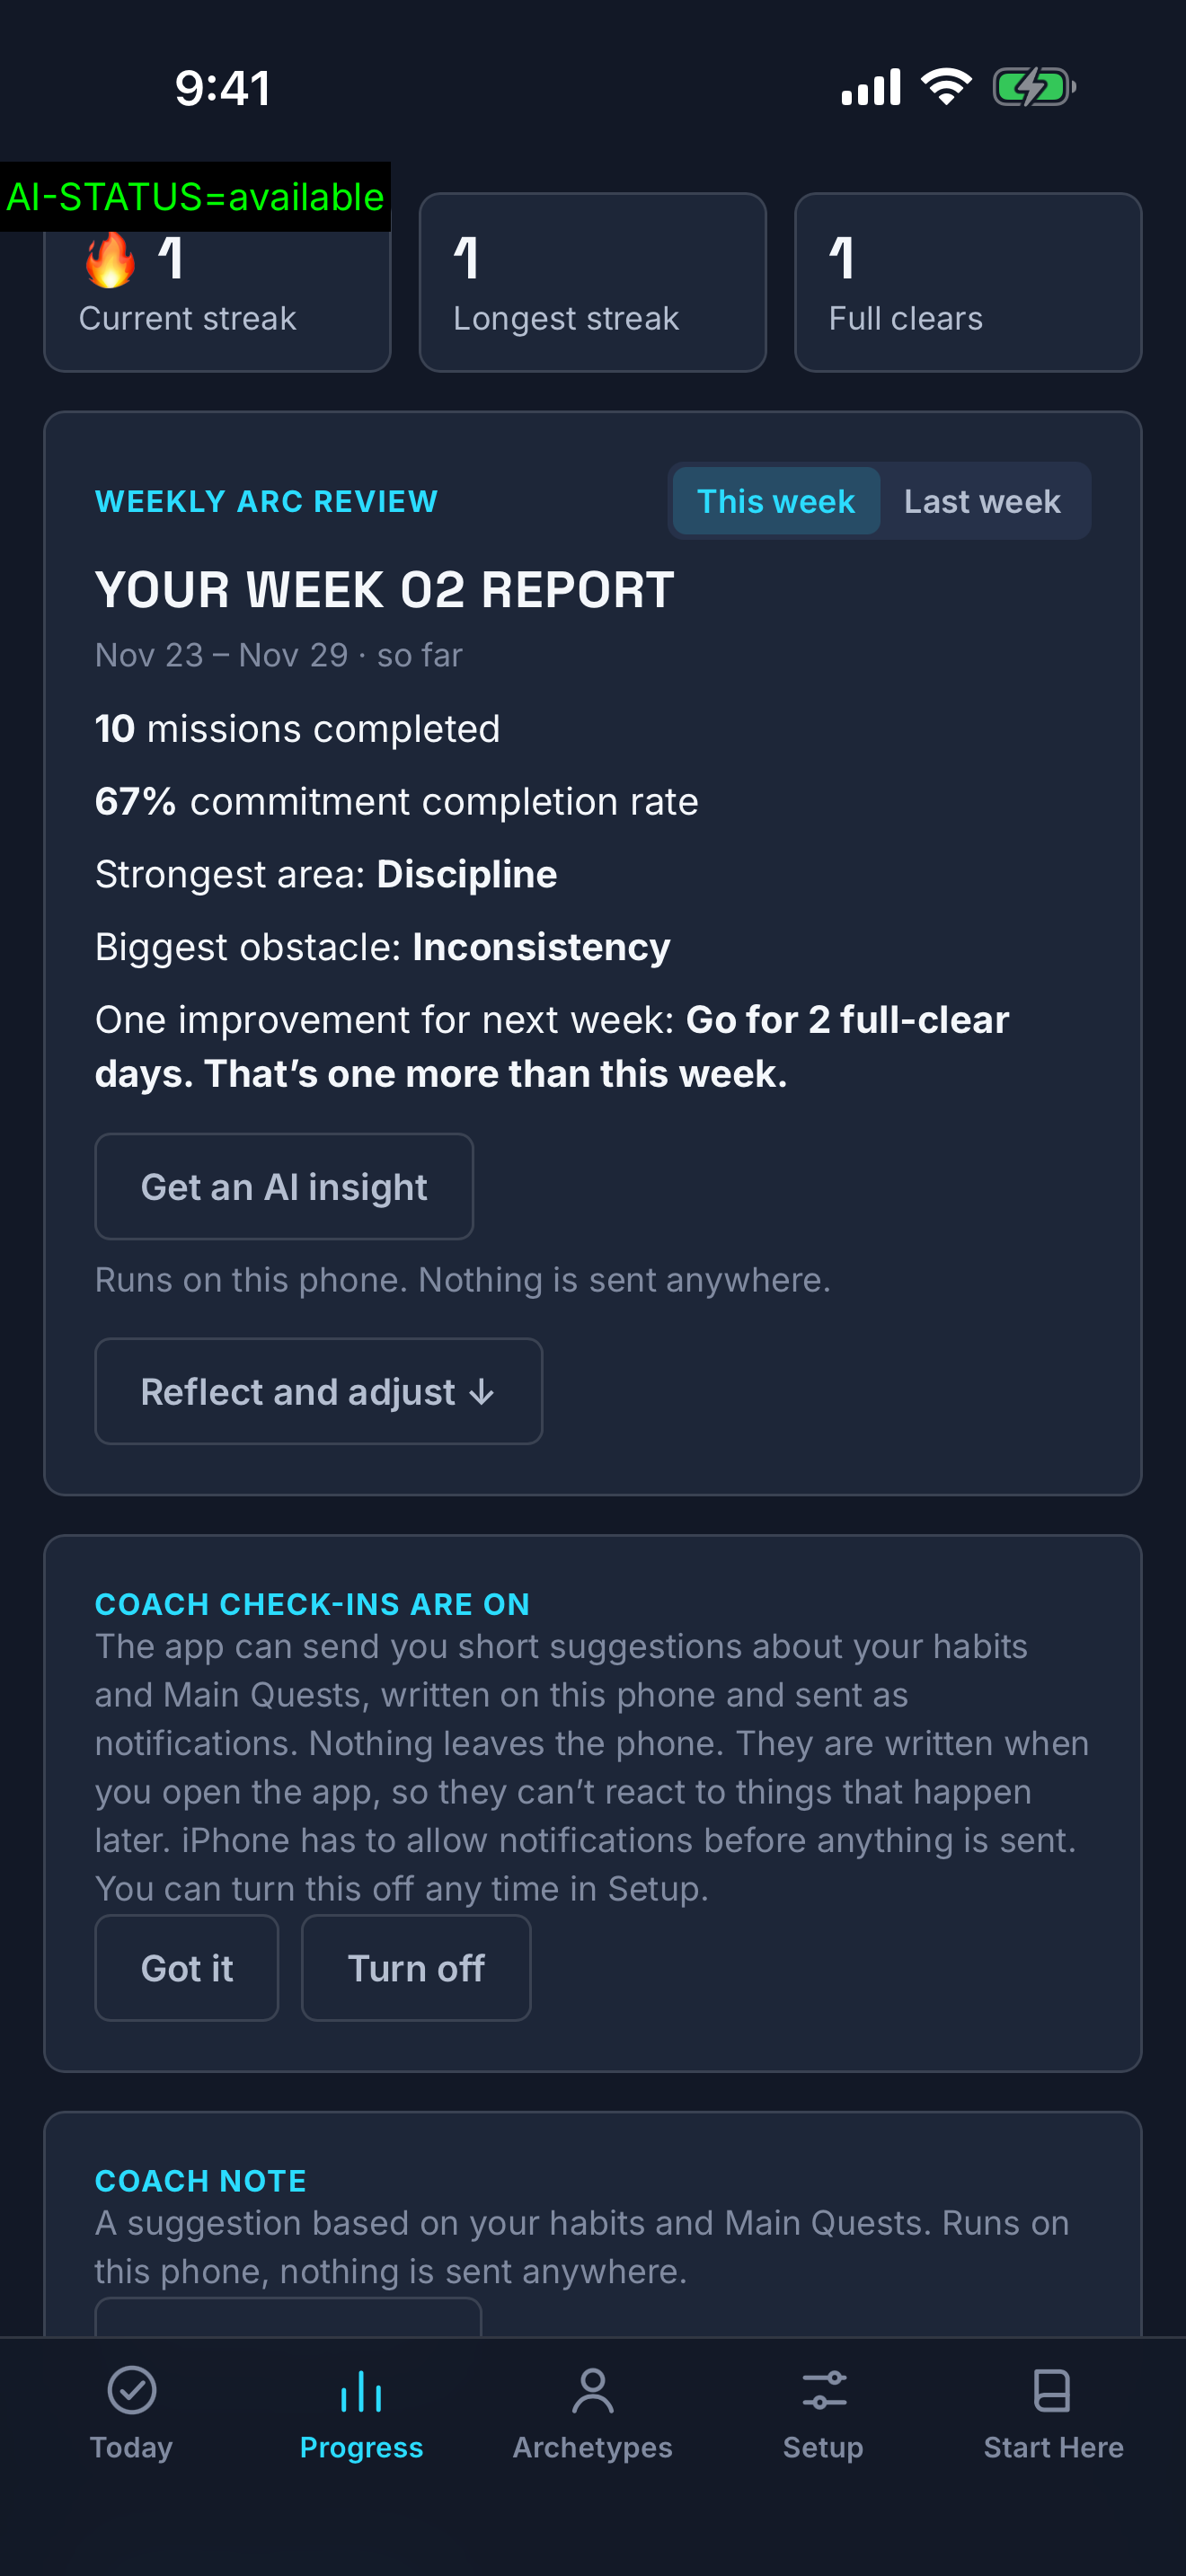 9:41
AI-STATUS=available
🔥 1
Current streak
1
Longest streak
1
Full clears
WEEKLY ARC REVIEW
This week
Last week
YOUR WEEK 02 REPORT
Nov 23 – Nov 29 · so far
10 missions completed
67% commitment completion rate
Strongest area: Discipline
Biggest obstacle: Inconsistency
One improvement for next week: Go for 2 full-clear
days. That’s one more than this week.
Get an AI insight
Runs on this phone. Nothing is sent anywhere.
Reflect and adjust ↓
COACH CHECK-INS ARE ON
The app can send you short suggestions about your habits
and Main Quests, written on this phone and sent as
notifications. Nothing leaves the phone. They are written when
you open the app, so they can’t react to things that happen
later. iPhone has to allow notifications before anything is sent.
You can turn this off any time in Setup.
Got it
Turn off
COACH NOTE
A suggestion based on your habits and Main Quests. Runs on
this phone, nothing is sent anywhere.
Today
Progress
Archetypes
Setup
Start Here